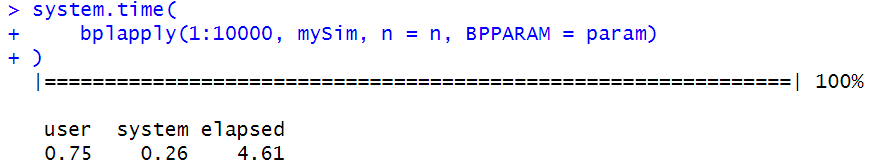 > system.time(
+     bplapply(1:10000, mySim, n = n, BPPARAM = param)
+ )
  |==============================================================| 100%
   user  system elapsed
   0.75    0.26    4.61